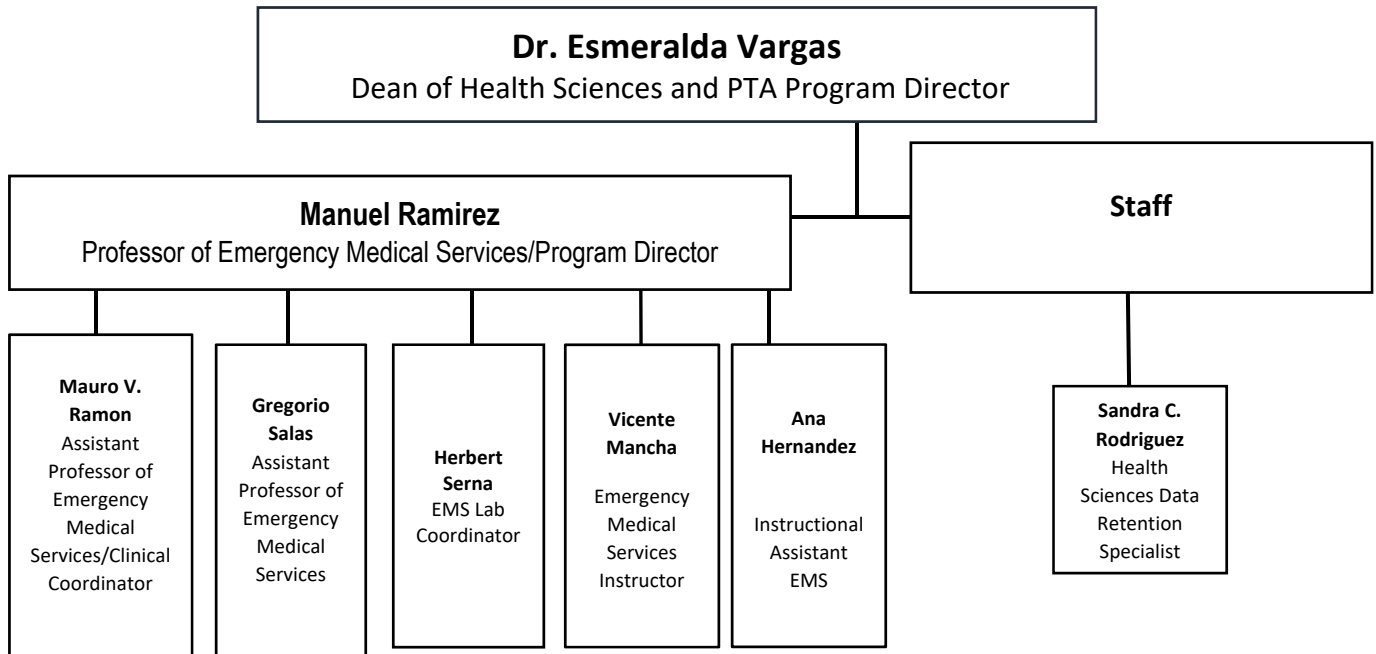 Dr. Esmeralda Vargas
Dean of Health Sciences and PTA Program Director
Manuel Ramirez
Professor of Emergency Medical Services/Program Director
Staff
Mauro V.
Ramon
Assistant
Professor of
Emergency
Medical
Services/Clinical
Coordinator
Gregorio
Salas
Assistant
Professor of
Emergency
Medical
Services
Herbert
Serna
EMS Lab
Coordinator
Vicente
Mancha
Emergency
Medical
Services
Instructor
Ana
Hernandez
Instructional
Assistant
EMS
Sandra C.
Rodriguez
Health
Sciences Data
Retention
Specialist